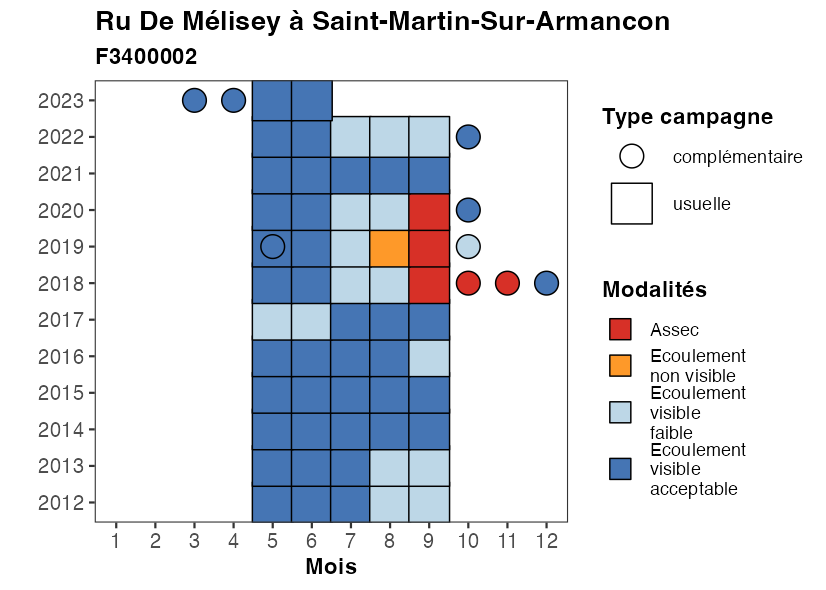 Ru De Mélisey à Saint-Martin-Sur-Armancon
F3400002
2023
2022
2021
2020
2019
2018
2017
2016
2015
2014
2013
2012
1 2 3 4 5 6 7 8 9 10 11 12
Mois
Type campagne
complémentaire
usuelle
Modalités
Assec
Ecoulement
non visible
Ecoulement
visible
faible
Ecoulement
visible
acceptable